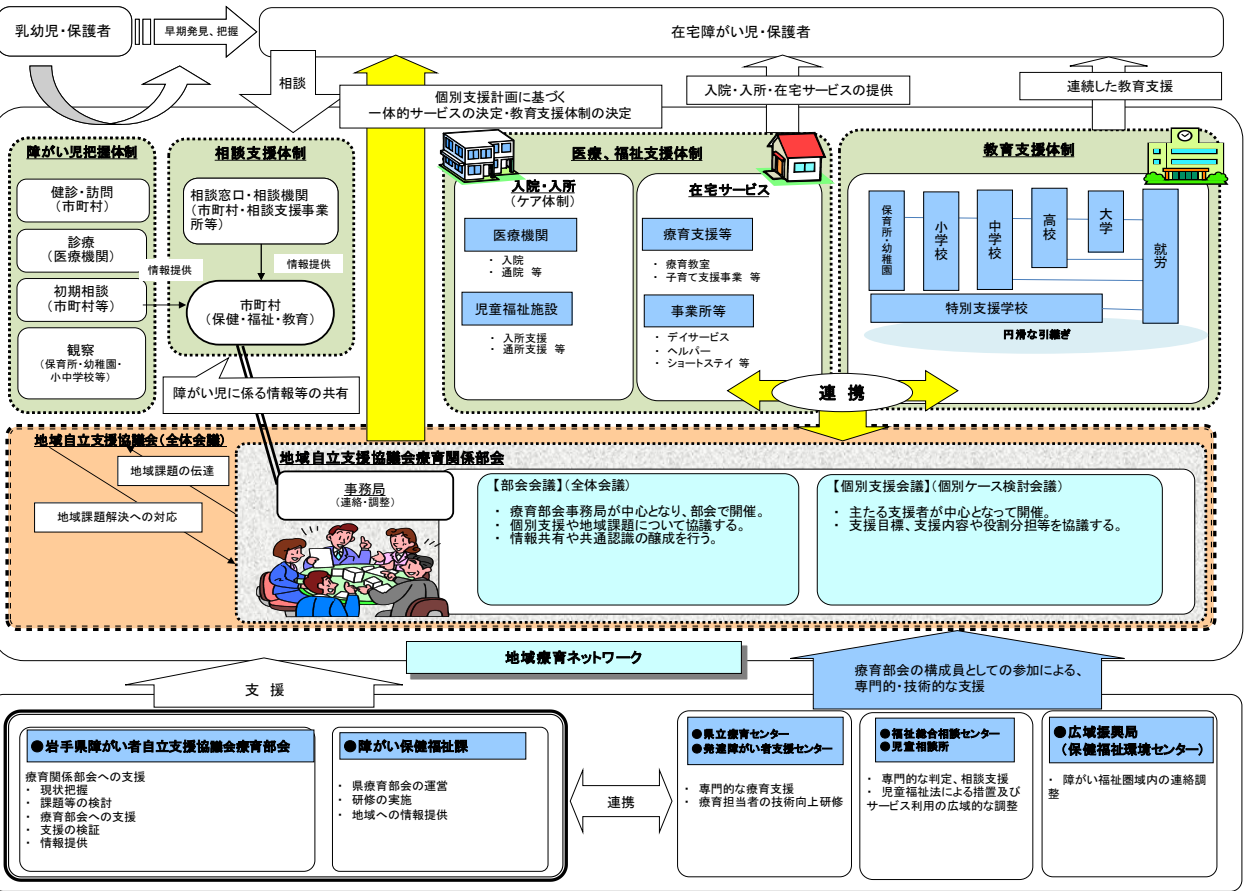 乳幼児・保護者
早期発見、把握
在宅障がい児・保護者
相談
個別支援計画に基づく
一体的サービスの決定・教育支援体制の決定
入院・入所・在宅サービスの提供
連続した教育支援
障がい児把握体制
健診・訪問
(市町村)
診療
(医療機関)
初期相談
(市町村等)
観察
(保育所・幼稚園・
小中学校等)
情報提供
相談支援体制
相談窓口・相談機関
(市町村・相談支援事業
所等)
情報提供
市町村
(保健・福祉・教育)
障がい児に係る情報等の共有
医療、福祉支援体制
入院・入所
(ケア体制)
医療機関
・ 入院
・ 通院 等
児童福祉施設
・ 入所支援
・ 通所支援 等
在宅サービス
療育支援等
・ 療育教室
・ 子育て支援事業 等
事業所等
・ デイサービス
・ ヘルパー
・ ショートステイ 等
教育支援体制
保育所・幼稚園
小学校
中学校
高校
大学
就労
特別支援学校
円滑な引継ぎ
連 携
地域自立支援協議会(全体会議)
地域課題の伝達
地域課題解決への対応
地域自立支援協議会療育関係部会
事務局
(連絡・調整)
【部会会議】(全体会議)
・ 療育部会事務局が中心となり、部会で開催。
・ 個別支援や地域課題について協議する。
・ 情報共有や共通認識の醸成を行う。
【個別支援会議】(個別ケース検討会議)
・ 主たる支援者が中心となって開催。
・ 支援目標、支援内容や役割分担等を協議する。
地域療育ネットワーク
支 援
療育部会の構成員としての参加による、
専門的・技術的な支援
●岩手県障がい者自立支援協議会療育部会
療育関係部会への支援
・ 現状把握
・ 課題等の検討
・ 療育部会への支援
・ 支援の検証
・ 情報提供
●障がい保健福祉課
・ 県療育部会の運営
・ 研修の実施
・ 地域への情報提供
連携
●県立療育センター
●発達障がい者支援センター
・ 専門的な療育支援
・ 療育担当者の技術向上研修
●福祉総合相談センター
●児童相談所
・ 専門的な判定、相談支援
・ 児童福祉法による措置及び
サービス利用の広域的な調整
●広域振興局
(保健福祉環境センター)
・ 障がい福祉圏域内の連絡調
整